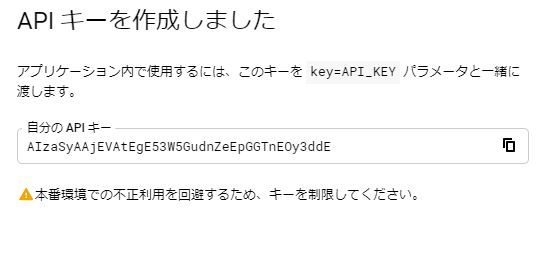 API キーを作成しました
アプリケーション内で使用するには、このキーを key=API_KEY パラメータと一緒に
渡します。
自分の API キー
AIzaSyAAjEVAtEgE53W5GudnZeEpGGTnEOy3ddE
本番環境での不正利用を回避するため、キーを制限してください。